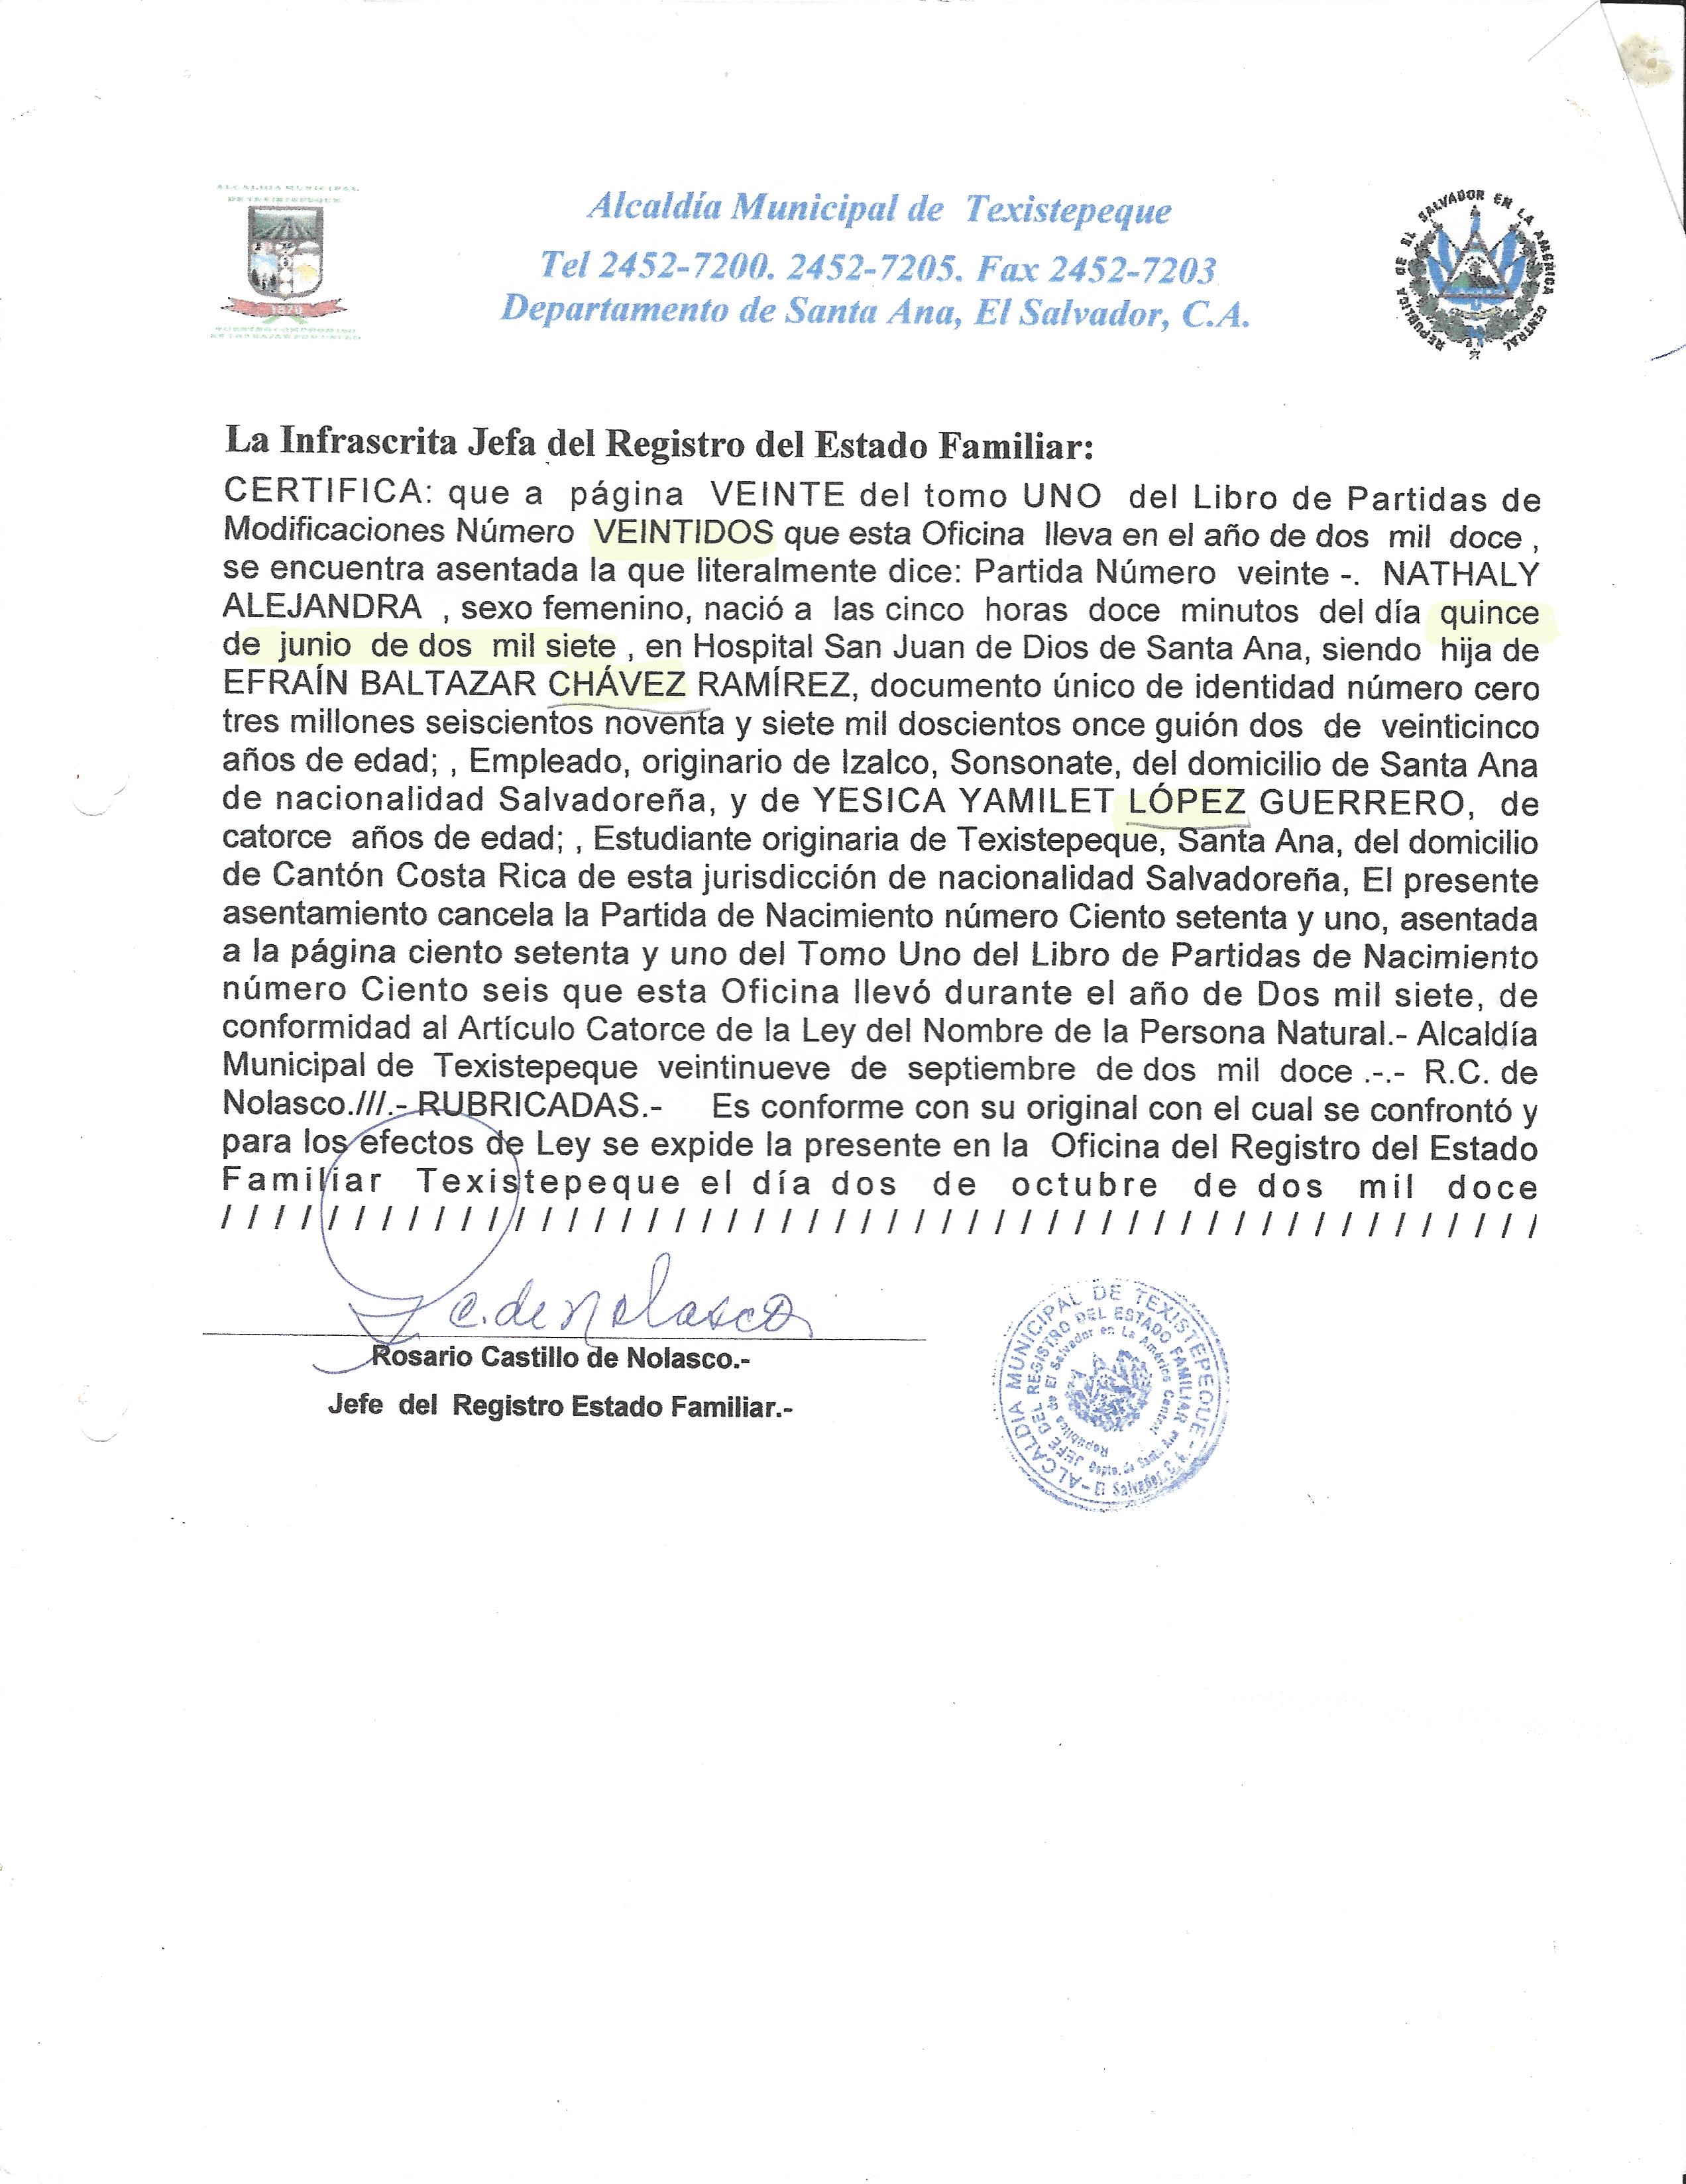 ALCALDIA MUNICIPAL
DE TEXISTEPEQUE
1870
NUESTRO COMPROMISO
ES TRABAJAR POR USTED
Alcaldía Municipal de Texistepeque
Tel 2452-7200. 2452-7205. Fax 2452-7203
Departamento de Santa Ana, El Salvador, C.A.
REPUBLICA DE EL SALVADOR EN LA AMERICA CENTRAL
La Infrascrita Jefa del Registro del Estado Familiar:
CERTIFICA: que a página VEINTE del tomo UNO del Libro de Partidas de
Modificaciones Número VEINTIDOS que esta Oficina lleva en el año de dos mil doce ,
se encuentra asentada la que literalmente dice: Partida Número veinte -. NATHALY
ALEJANDRA , sexo femenino, nació a las cinco horas doce minutos del día quince
de junio de dos mil siete , en Hospital San Juan de Dios de Santa Ana, siendo hija de
EFRAÍN BALTAZAR CHÁVEZ RAMÍREZ, documento único de identidad número cero
tres millones seiscientos noventa y siete mil doscientos once guión dos de veinticinco
años de edad; , Empleado, originario de Izalco, Sonsonate, del domicilio de Santa Ana
de nacionalidad Salvadoreña, y de YESICA YAMILET LÓPEZ GUERRERO, de
catorce años de edad; , Estudiante originaria de Texistepeque, Santa Ana, del domicilio
de Cantón Costa Rica de esta jurisdicción de nacionalidad Salvadoreña, El presente
asentamiento cancela la Partida de Nacimiento número Ciento setenta y uno, asentada
a la página ciento setenta y uno del Tomo Uno del Libro de Partidas de Nacimiento
número Ciento seis que esta Oficina llevó durante el año de Dos mil siete, de
conformidad al Artículo Catorce de la Ley del Nombre de la Persona Natural.- Alcaldía
Municipal de Texistepeque veintinueve de septiembre de dos mil doce .-.- R.C. de
Nolasco.///.- RUBRICADAS.- Es conforme con su original con el cual se confrontó y
para los efectos de Ley se expide la presente en la Oficina del Registro del Estado
Familiar Texistepeque el día dos de octubre de dos mil doce
//////////////////////////////////////////////////
C. de Nolasco
Rosario Castillo de Nolasco.-
Jefe del Registro Estado Familiar.-
ALCALDIA MUNICIPAL DE TEXISTEPEQUE
JEFE DEL REGISTRO DEL ESTADO FAMILIAR
República de El Salvador en La América Central
Depto. de Santa Ana
El Salvador, C. A.